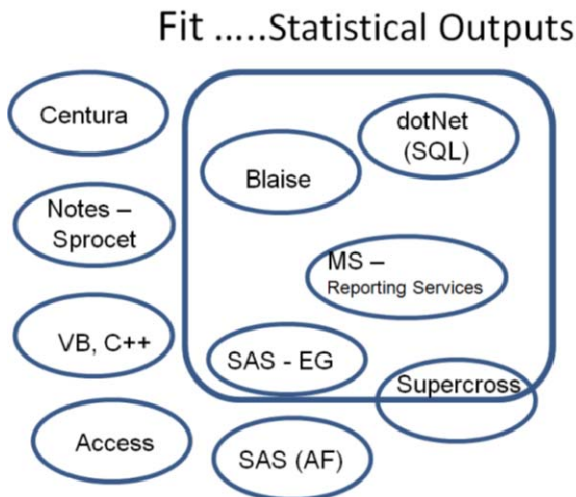 Fit .....Statistical Outputs
Centura
dotNet
(SQL)
Blaise
Notes –
Sprocet
MS –
Reporting Services
VB, C++
SAS - EG
Supercross
Access
SAS (AF)